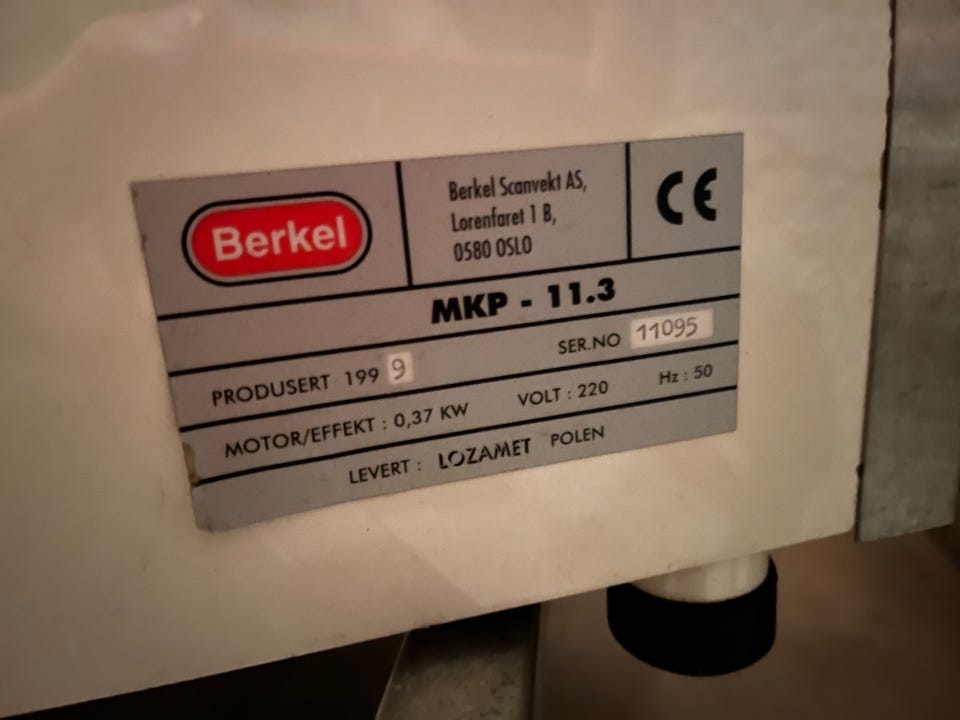 Berkel
Berkel Scanvekt AS,
Lorenfaret 1 B,
0580 OSLO
CE
MKP - 11.3
PRODUSERT 199 9 SER.NO 11095
MOTOR/EFFEKT : 0,37 KW VOLT : 220 Hz : 50
LEVERT : LOZAMET POLEN